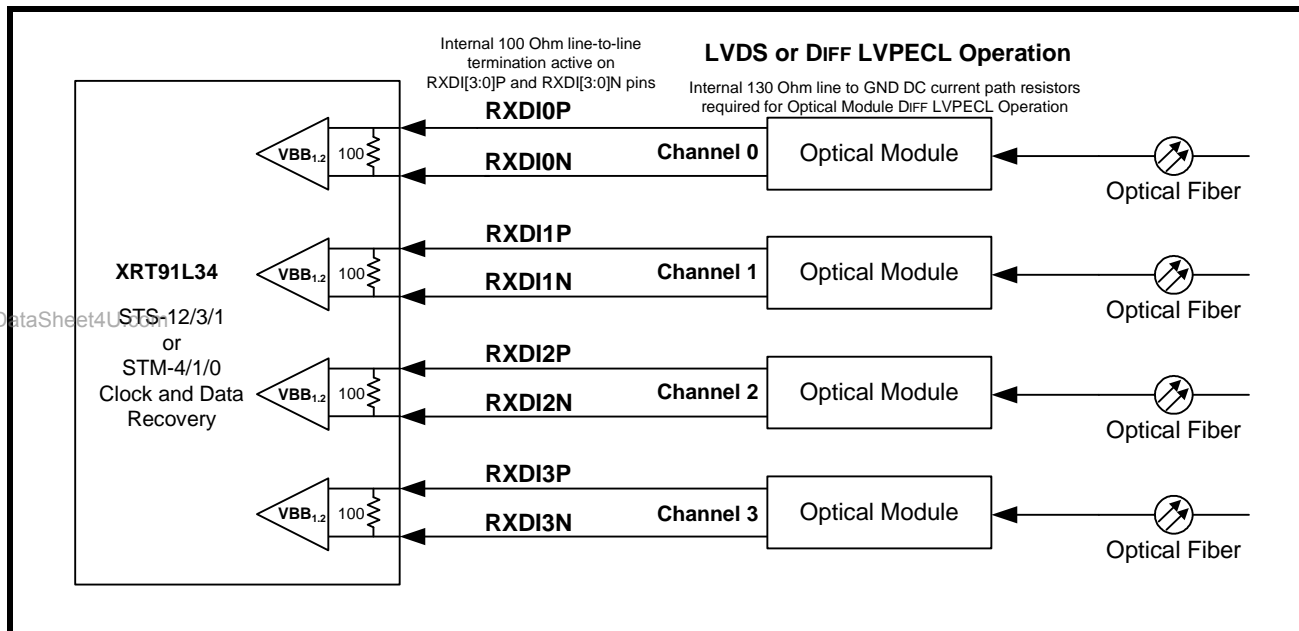 Internal 100 Ohm line-to-line
termination active on
RXDI[3:0]P and RXDI[3:0]N pins
LVDS or DIFF LVPECL Operation
Internal 130 Ohm line to GND DC current path resistors
required for Optical Module DIFF LVPECL Operation
RXDI0P
VBB1.2
100
RXDI0N
Channel 0
Optical Module
Optical Fiber
RXDI1P
VBB1.2
100
RXDI1N
Channel 1
Optical Module
Optical Fiber
XRT91L34
STS-12/3/1
or
STM-4/1/0
Clock and Data
Recovery
RXDI2P
VBB1.2
100
RXDI2N
Channel 2
Optical Module
Optical Fiber
RXDI3P
VBB1.2
100
RXDI3N
Channel 3
Optical Module
Optical Fiber